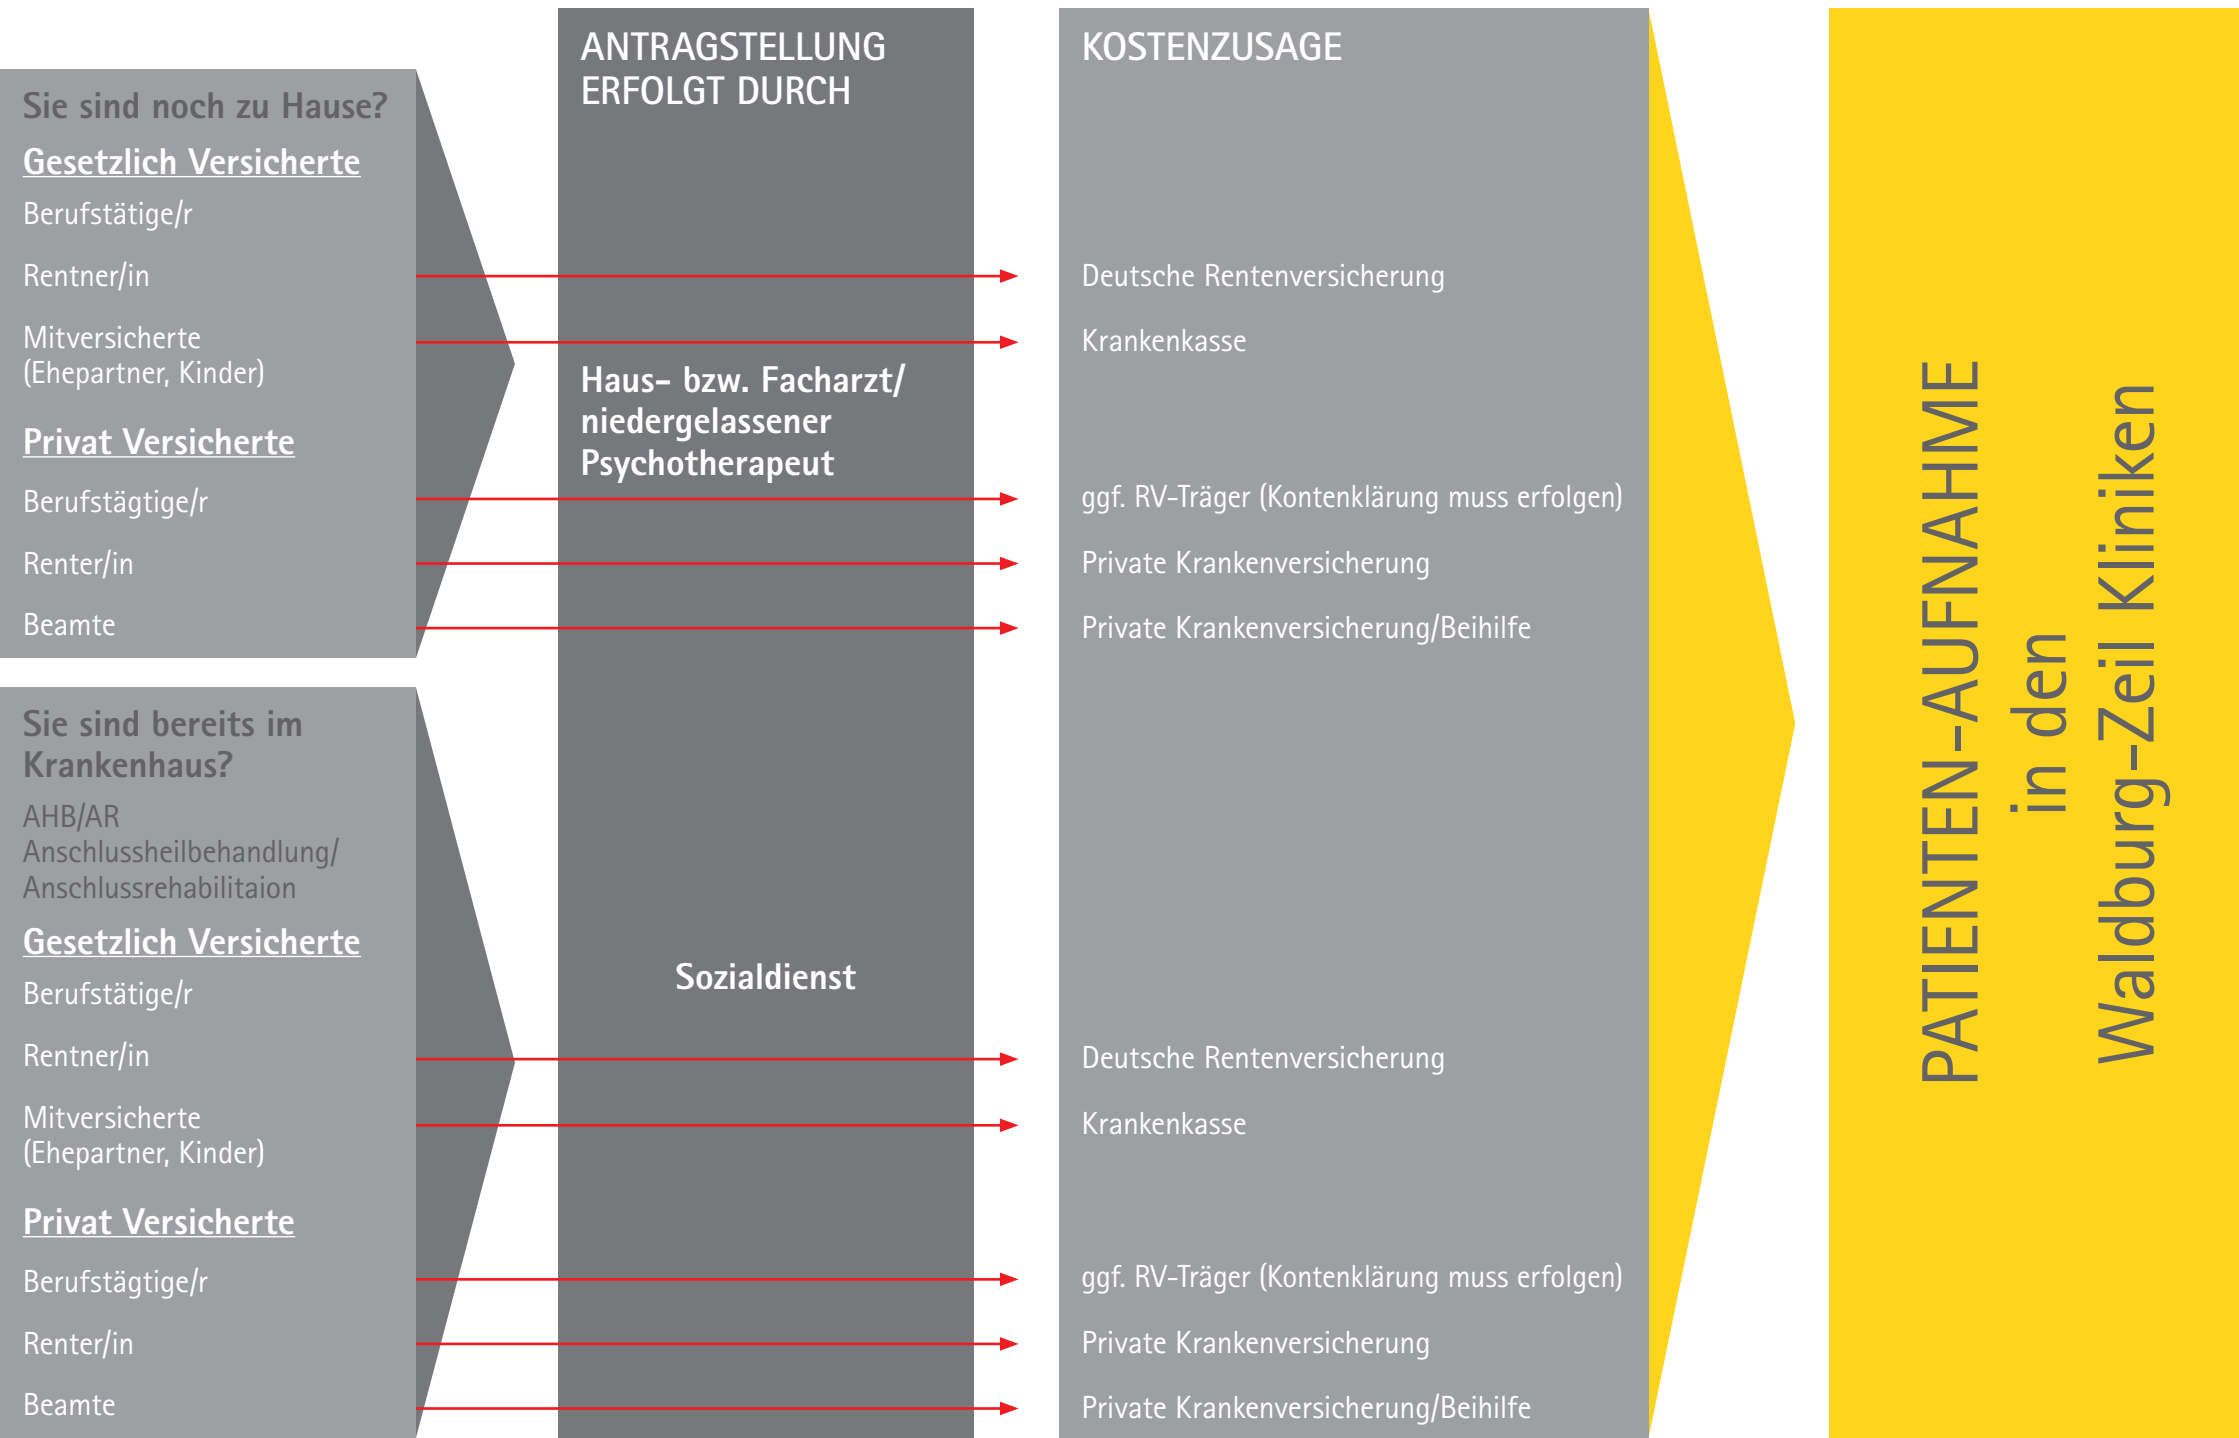 Sie sind noch zu Hause?
Gesetzlich Versicherte
Berufstätige/r
Rentner/in
Mitversicherte
(Ehepartner, Kinder)
Privat Versicherte
Berufstägtige/r
Renter/in
Beamte
Sie sind bereits im
Krankenhaus?
AHB/AR
Anschlussheilbehandlung/
Anschlussrehabilitaion
Gesetzlich Versicherte
Berufstätige/r
Rentner/in
Mitversicherte
(Ehepartner, Kinder)
Privat Versicherte
Berufstägtige/r
Renter/in
Beamte
ANTRAGSTELLUNG
ERFOLGT DURCH
Haus- bzw. Facharzt/
niedergelassener
Psychotherapeut
Sozialdienst
KOSTENZUSAGE
Deutsche Rentenversicherung
Krankenkasse
ggf. RV-Träger (Kontenklärung muss erfolgen)
Private Krankenversicherung
Private Krankenversicherung/Beihilfe
Deutsche Rentenversicherung
Krankenkasse
ggf. RV-Träger (Kontenklärung muss erfolgen)
Private Krankenversicherung
Private Krankenversicherung/Beihilfe
PATIENTEN-AUFNAHME
in den
Waldburg-Zeil Kliniken